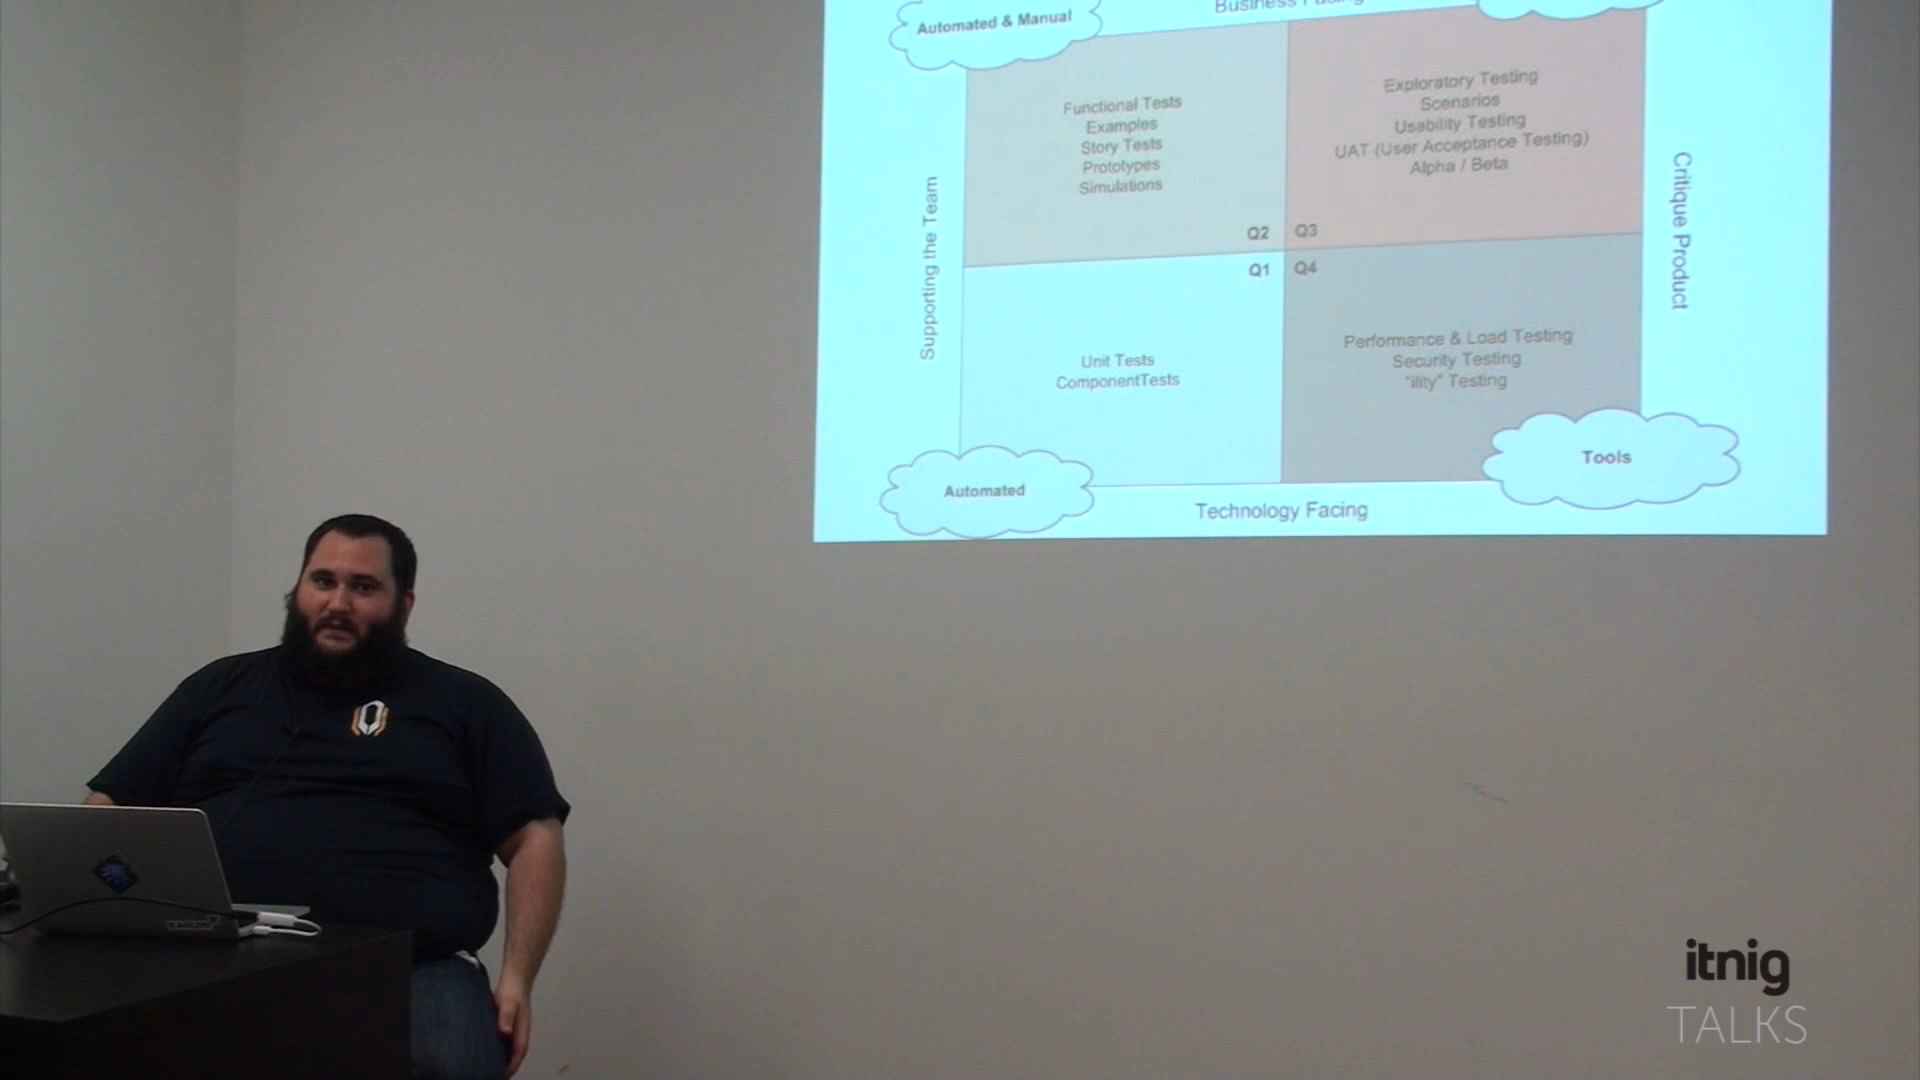 Automated & Manual
Business Facing
Functional Tests
Examples
Story Tests
Prototypes
Simulations
Q2
Exploratory Testing
Scenarios
Usability Testing
UAT (User Acceptance Testing)
Alpha / Beta
Q3
Supporting the Team
Critique Product
Q1
Unit Tests
ComponentTests
Q4
Performance & Load Testing
Security Testing
"ility" Testing
Automated
Tools
Technology Facing
itnig
TALKS